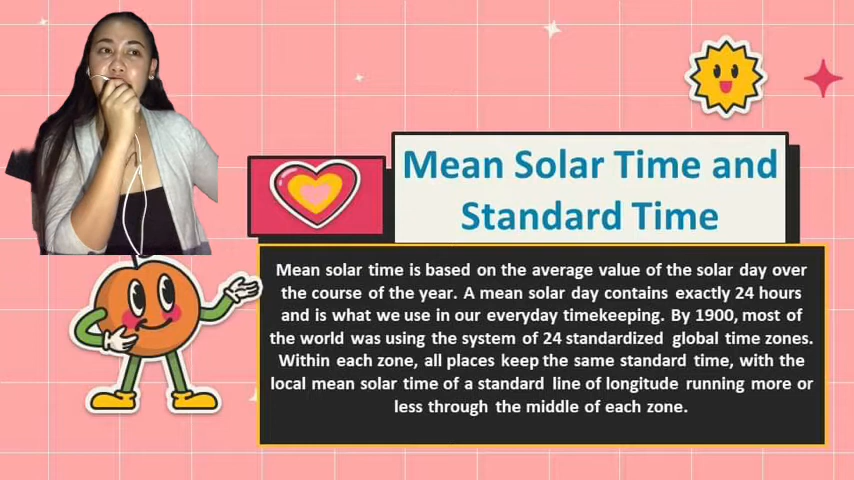 Mean Solar Time and
Standard Time
Mean solar time is based on the average value of the solar day over
the course of the year. A mean solar day contains exactly 24 hours
and is what we use in our everyday timekeeping. By 1900, most of
the world was using the system of 24 standardized global time zones.
Within each zone, all places keep the same standard time, with the
local mean solar time of a standard line of longitude running more or
less through the middle of each zone.